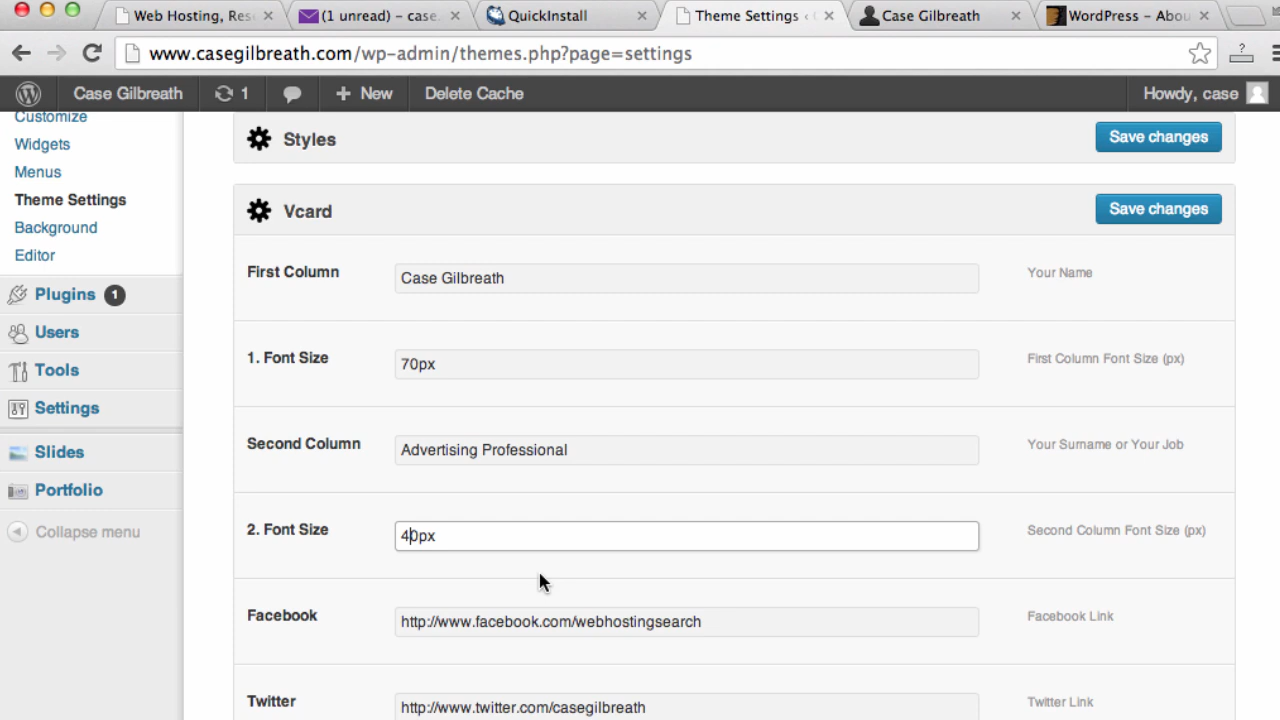 Web Hosting, Res
(1 unread) – case.
QuickInstall
Theme Settings ‹
Case Gilbreath
WordPress – Abou
www.casegilbreath.com/wp-admin/themes.php?page=settings
Case Gilbreath
1
New
Delete Cache
Howdy, case
Customize
Widgets
Menus
Theme Settings
Background
Editor
Plugins 1
Users
Tools
Settings
Slides
Portfolio
Collapse menu
Styles
Save changes
Vcard
Save changes
First Column
Case Gilbreath
Your Name
1. Font Size
70px
First Column Font Size (px)
Second Column
Advertising Professional
Your Surname or Your Job
2. Font Size
40px
Second Column Font Size (px)
Facebook
http://www.facebook.com/webhostingsearch
Facebook Link
Twitter
http://www.twitter.com/casegilbreath
Twitter Link